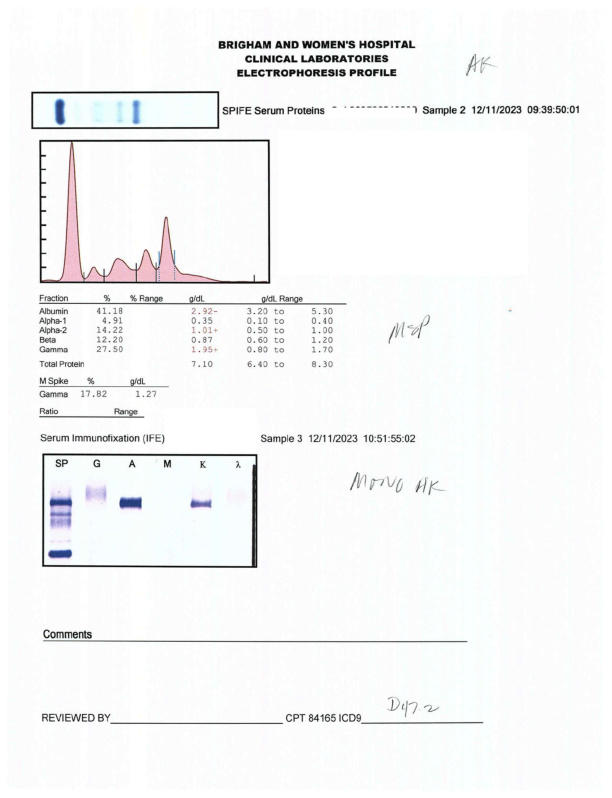 BRIGHAM AND WOMEN'S HOSPITAL
CLINICAL LABORATORIES
ELECTROPHORESIS PROFILE
AK
SPIFE Serum Proteins Sample 2 12/11/2023 09:39:50:01
Fraction % % Range g/dL g/dL Range
Albumin 41.18 2.92- 3.20 to 5.30
Alpha-1 4.91 0.35 0.10 to 0.40
Alpha-2 14.22 1.01+ 0.50 to 1.00
Beta 12.20 0.87 0.60 to 1.20
Gamma 27.50 1.95+ 0.80 to 1.70
Total Protein 7.10 6.40 to 8.30
MSP
M Spike % g/dL
Gamma 17.82 1.27
Ratio Range
Serum Immunofixation (IFE) Sample 3 12/11/2023 10:51:55:02
SP G A M K λ
MONO AK
Comments
REVIEWED BY CPT 84165 ICD9 D47.2